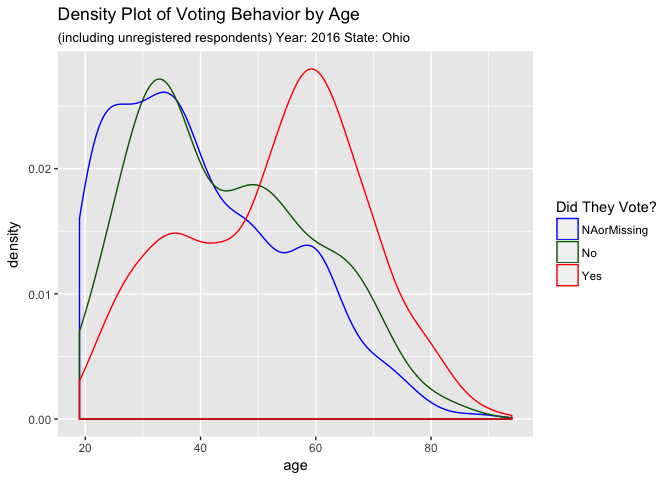 Density Plot of Voting Behavior by Age
(including unregistered respondents) Year: 2016 State: Ohio
density
0.02
0.01
0.00
20 40 60 80
age
Did They Vote?
NAorMissing
No
Yes